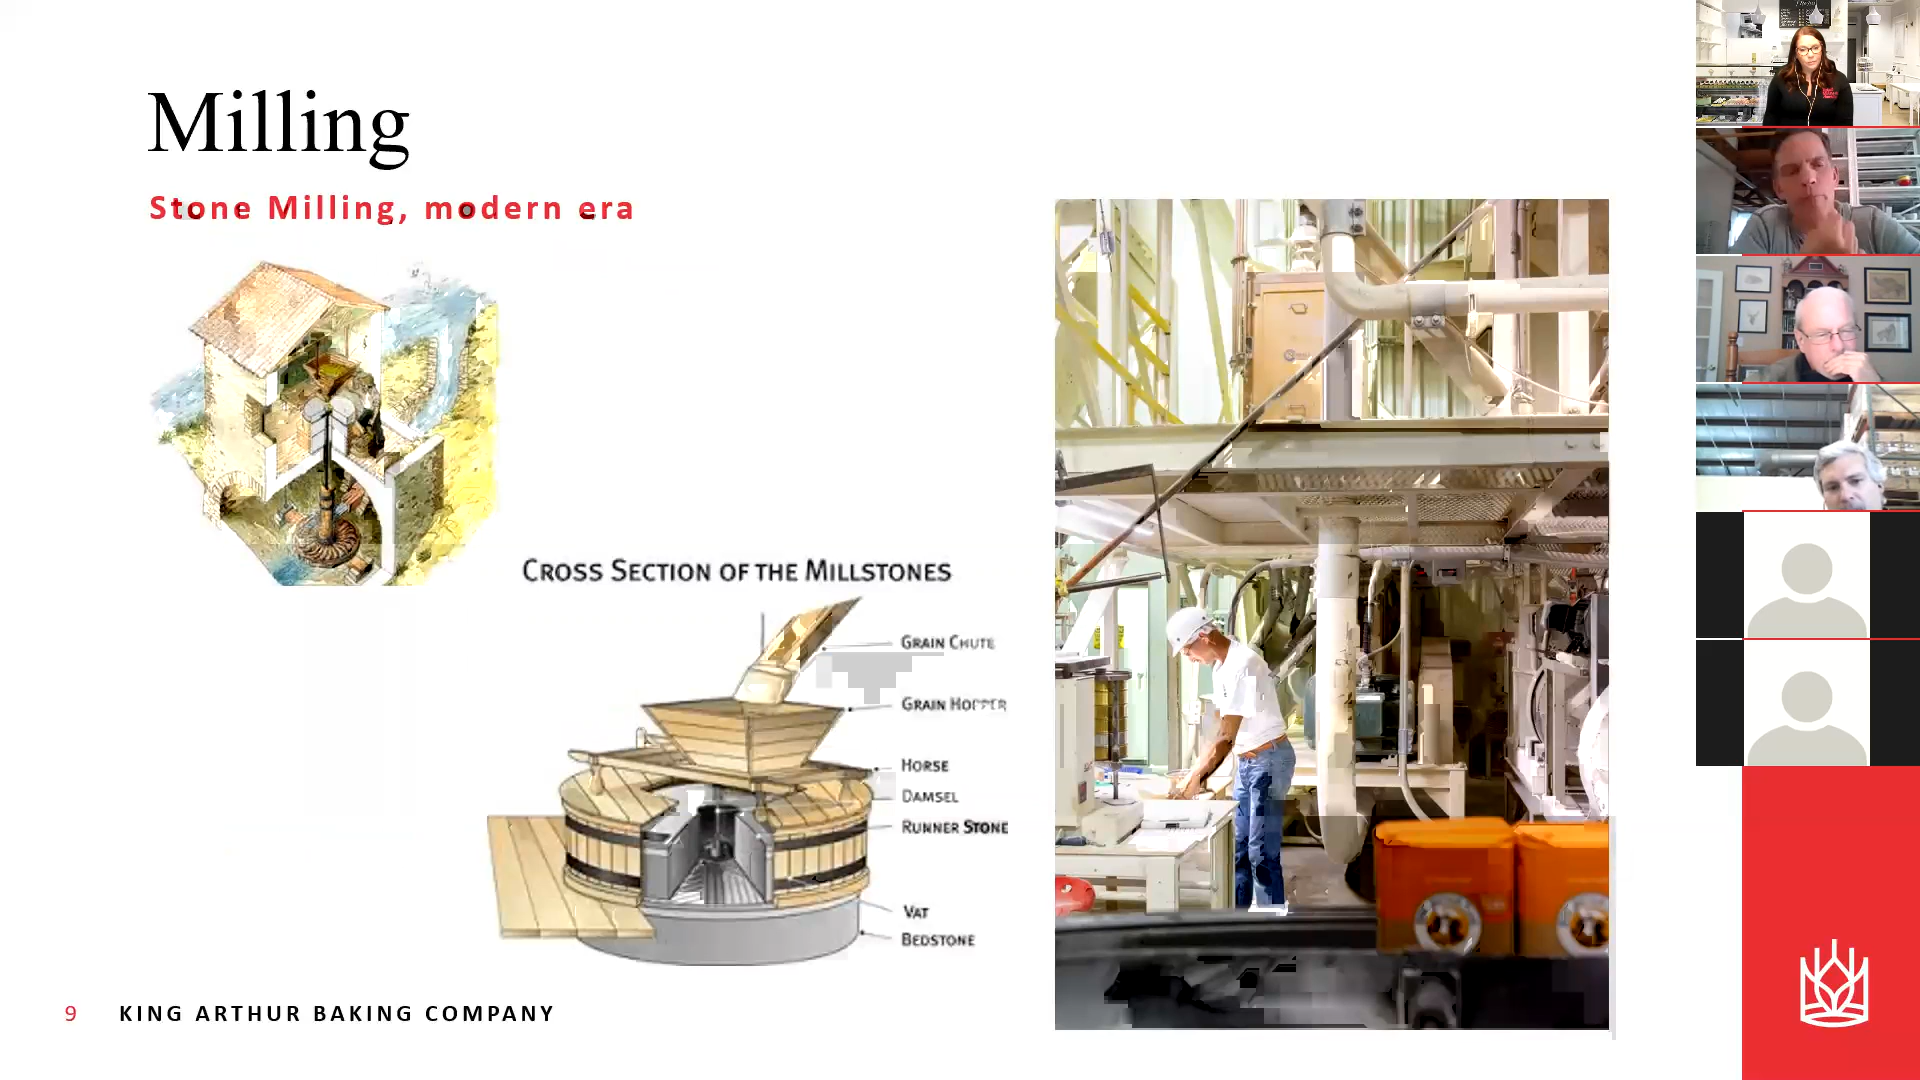 Milling
Stone Milling, modern era
CROSS SECTION OF THE MILLSTONES
GRAIN CHUTE
GRAIN HOPPER
HORSE
DAMSEL
RUNNER STONE
VAT
BEDSTONE
9 KING ARTHUR BAKING COMPANY